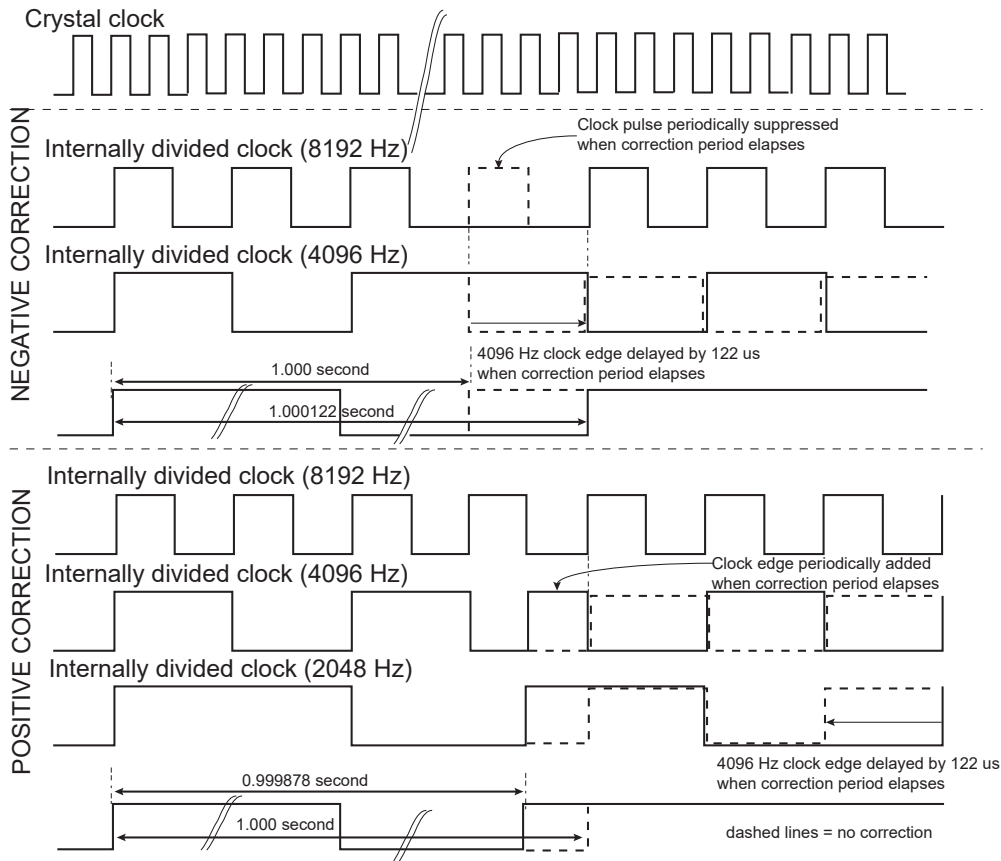 Crystal clock
NEGATIVE CORRECTION
Clock pulse periodically suppressed
when correction period elapses
Internally divided clock (8192 Hz)
Internally divided clock (4096 Hz)
4096 Hz clock edge delayed by 122 us
when correction period elapses
1.000 second
1.000122 second
POSITIVE CORRECTION
Internally divided clock (8192 Hz)
Clock edge periodically added
when correction period elapses
Internally divided clock (4096 Hz)
Internally divided clock (2048 Hz)
4096 Hz clock edge delayed by 122 us
when correction period elapses
0.999878 second
1.000 second
dashed lines = no correction